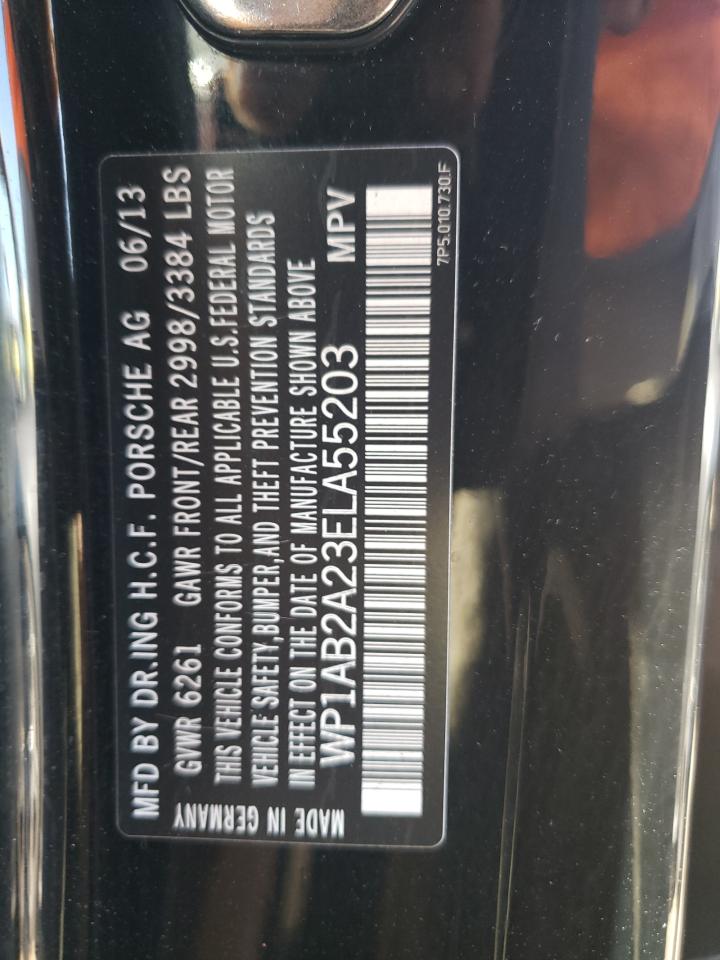 MFD BY DR.ING H.C.F. PORSCHE AG 06/13
GVWR 6261 GAWR FRONT/REAR 2998/3384 LBS
THIS VEHICLE CONFORMS TO ALL APPLICABLE U.S.FEDERAL MOTOR
VEHICLE SAFETY,BUMPER,AND THEFT PREVENTION STANDARDS
IN EFFECT ON THE DATE OF MANUFACTURE SHOWN ABOVE
WP1AB2A23ELA55203 MPV
MADE IN GERMANY
7P5.010.730.F